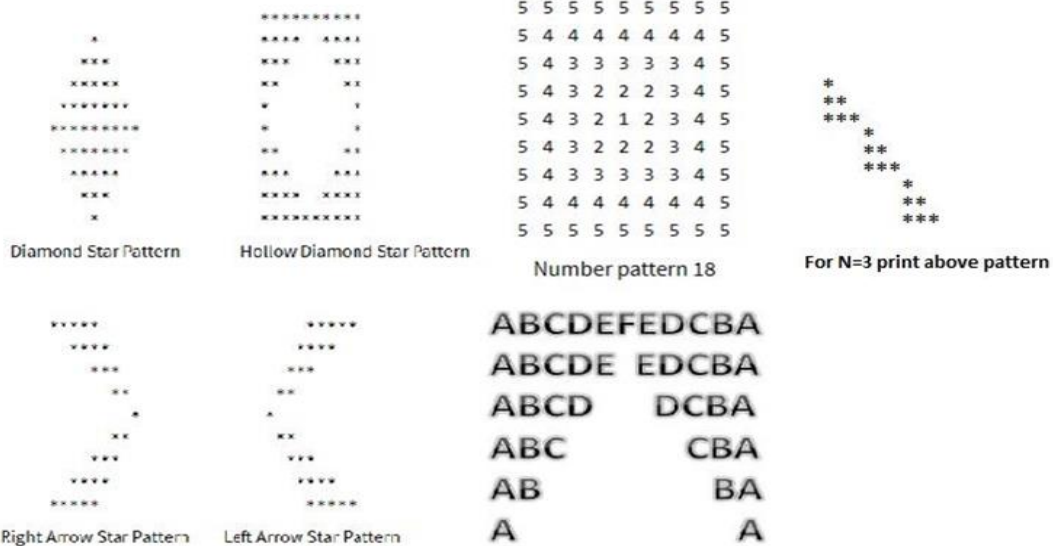 *
   ***
  *****
 *******
*********
 *******
  *****
   ***
    *
Diamond Star Pattern
**********
****  ****
***    ***
**      **
*        *
*        *
**      **
***    ***
****  ****
**********
Hollow Diamond Star Pattern
5 5 5 5 5 5 5 5 5
5 4 4 4 4 4 4 4 5
5 4 3 3 3 3 3 4 5
5 4 3 2 2 2 3 4 5
5 4 3 2 1 2 3 4 5
5 4 3 2 2 2 3 4 5
5 4 3 3 3 3 3 4 5
5 4 4 4 4 4 4 4 5
5 5 5 5 5 5 5 5 5
Number pattern 18
*
**
***
   *
   **
   ***
      *
      **
      ***
For N=3 print above pattern
*****
  ****
    ***
      **
        *
      **
    ***
  ****
*****
Right Arrow Star Pattern
    *****
   ****
  ***
 **
*
 **
  ***
   ****
    *****
Left Arrow Star Pattern
ABCDEFEDCBA
ABCDE EDCBA
ABCD   DCBA
ABC     CBA
AB       BA
A         A